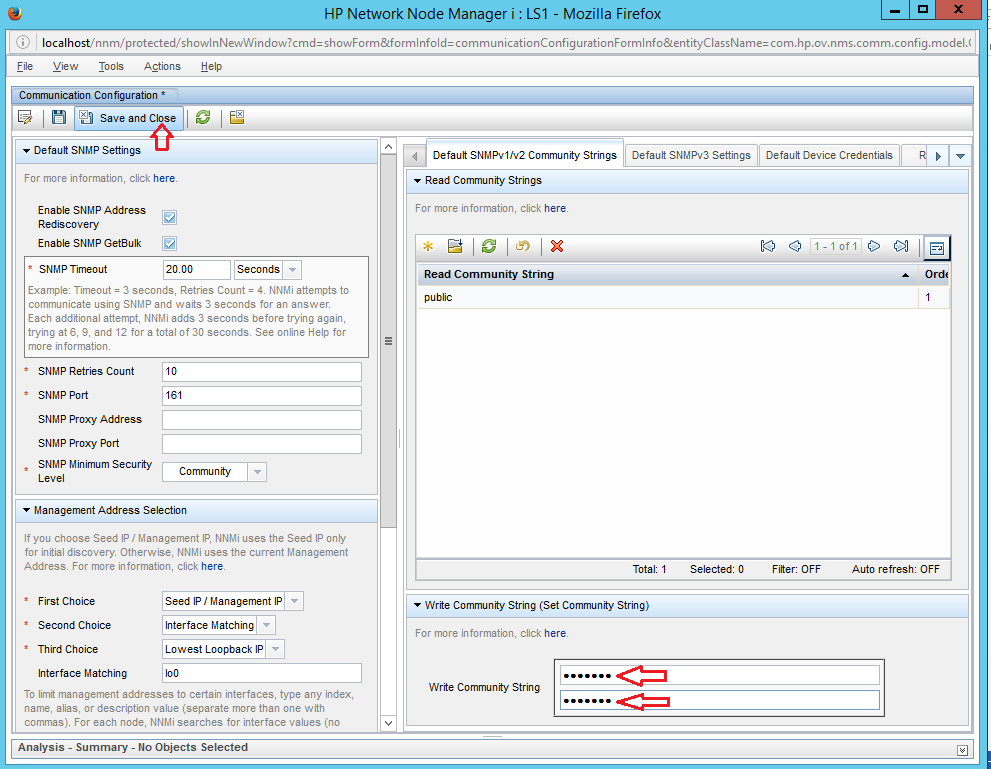 HP Network Node Manager i : LS1 - Mozilla Firefox
localhost/nnm/protected/showInNewWindow?cmd=showForm&formInfoId=communicationConfigurationFormInfo&entityClassName=com.hp.ov.nms.comm.config.model.
File View Tools Actions Help
Communication Configuration *
Save and Close
Default SNMP Settings
For more information, click here.
Enable SNMP Address
Rediscovery
Enable SNMP GetBulk
* SNMP Timeout 20.00 Seconds
Example: Timeout = 3 seconds, Retries Count = 4. NNMi attempts to
communicate using SNMP and waits 3 seconds for an answer.
Each additional attempt, NNMi adds 3 seconds before trying again,
trying at 6, 9, and 12 for a total of 30 seconds. See online Help for
more information.
* SNMP Retries Count 10
* SNMP Port 161
SNMP Proxy Address
SNMP Proxy Port
* SNMP Minimum Security
Level
Community
Management Address Selection
If you choose Seed IP / Management IP, NNMi uses the Seed IP only
for initial discovery. Otherwise, NNMi uses the current Management
Address. For more information, click here.
* First Choice Seed IP / Management IP
* Second Choice Interface Matching
* Third Choice Lowest Loopback IP
Interface Matching lo0
To limit management addresses to certain interfaces, type any index,
name, alias, or description value (separate more than one with
commas). For each node, NNMi searches for interface values (no
Default SNMPv1/v2 Community Strings Default SNMPv3 Settings Default Device Credentials R
Read Community Strings
For more information, click here.
1 - 1 of 1
Read Community String Orde
public 1
Total: 1 Selected: 0 Filter: OFF Auto refresh: OFF
Write Community String (Set Community String)
For more information, click here.
Write Community String
•••••••
•••••••
Analysis - Summary - No Objects Selected